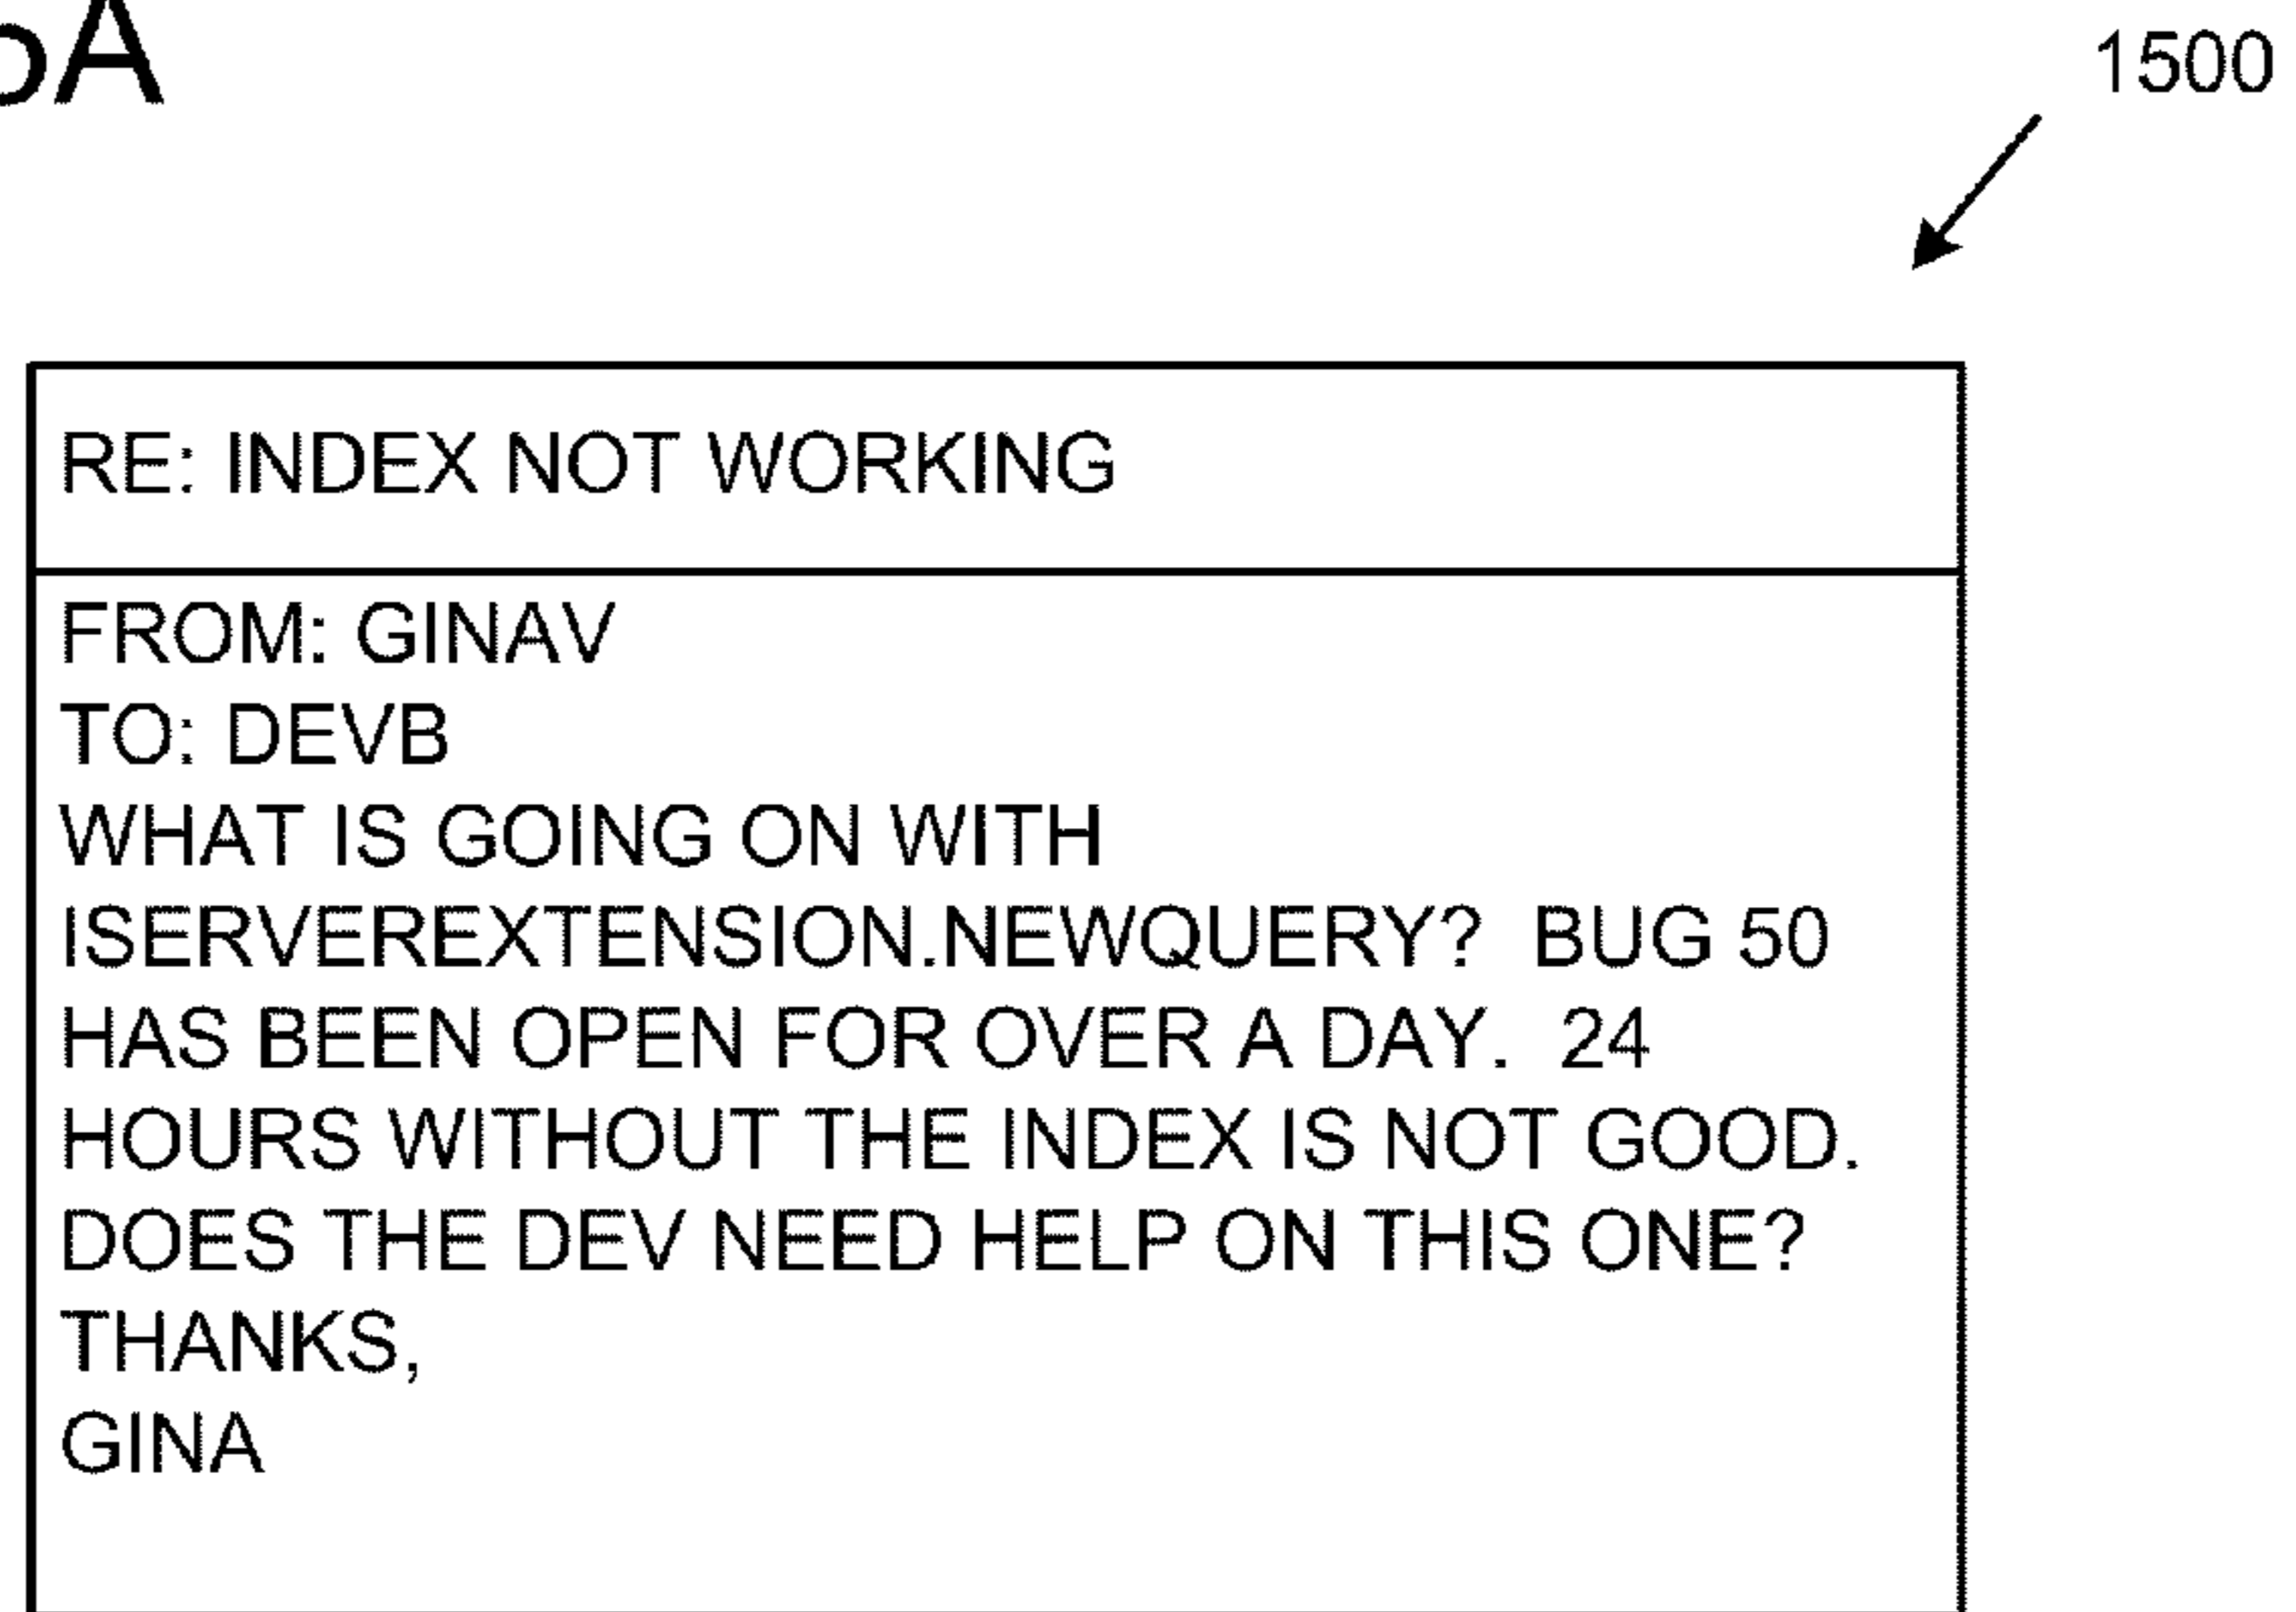 1500
RE: INDEX NOT WORKING
FROM: GINAV
TO: DEVB
WHAT IS GOING ON WITH
ISERVEREXTENSION.NEWQUERY?  BUG 50
HAS BEEN OPEN FOR OVER A DAY.  24
HOURS WITHOUT THE INDEX IS NOT GOOD.
DOES THE DEV NEED HELP ON THIS ONE?
THANKS,
GINA